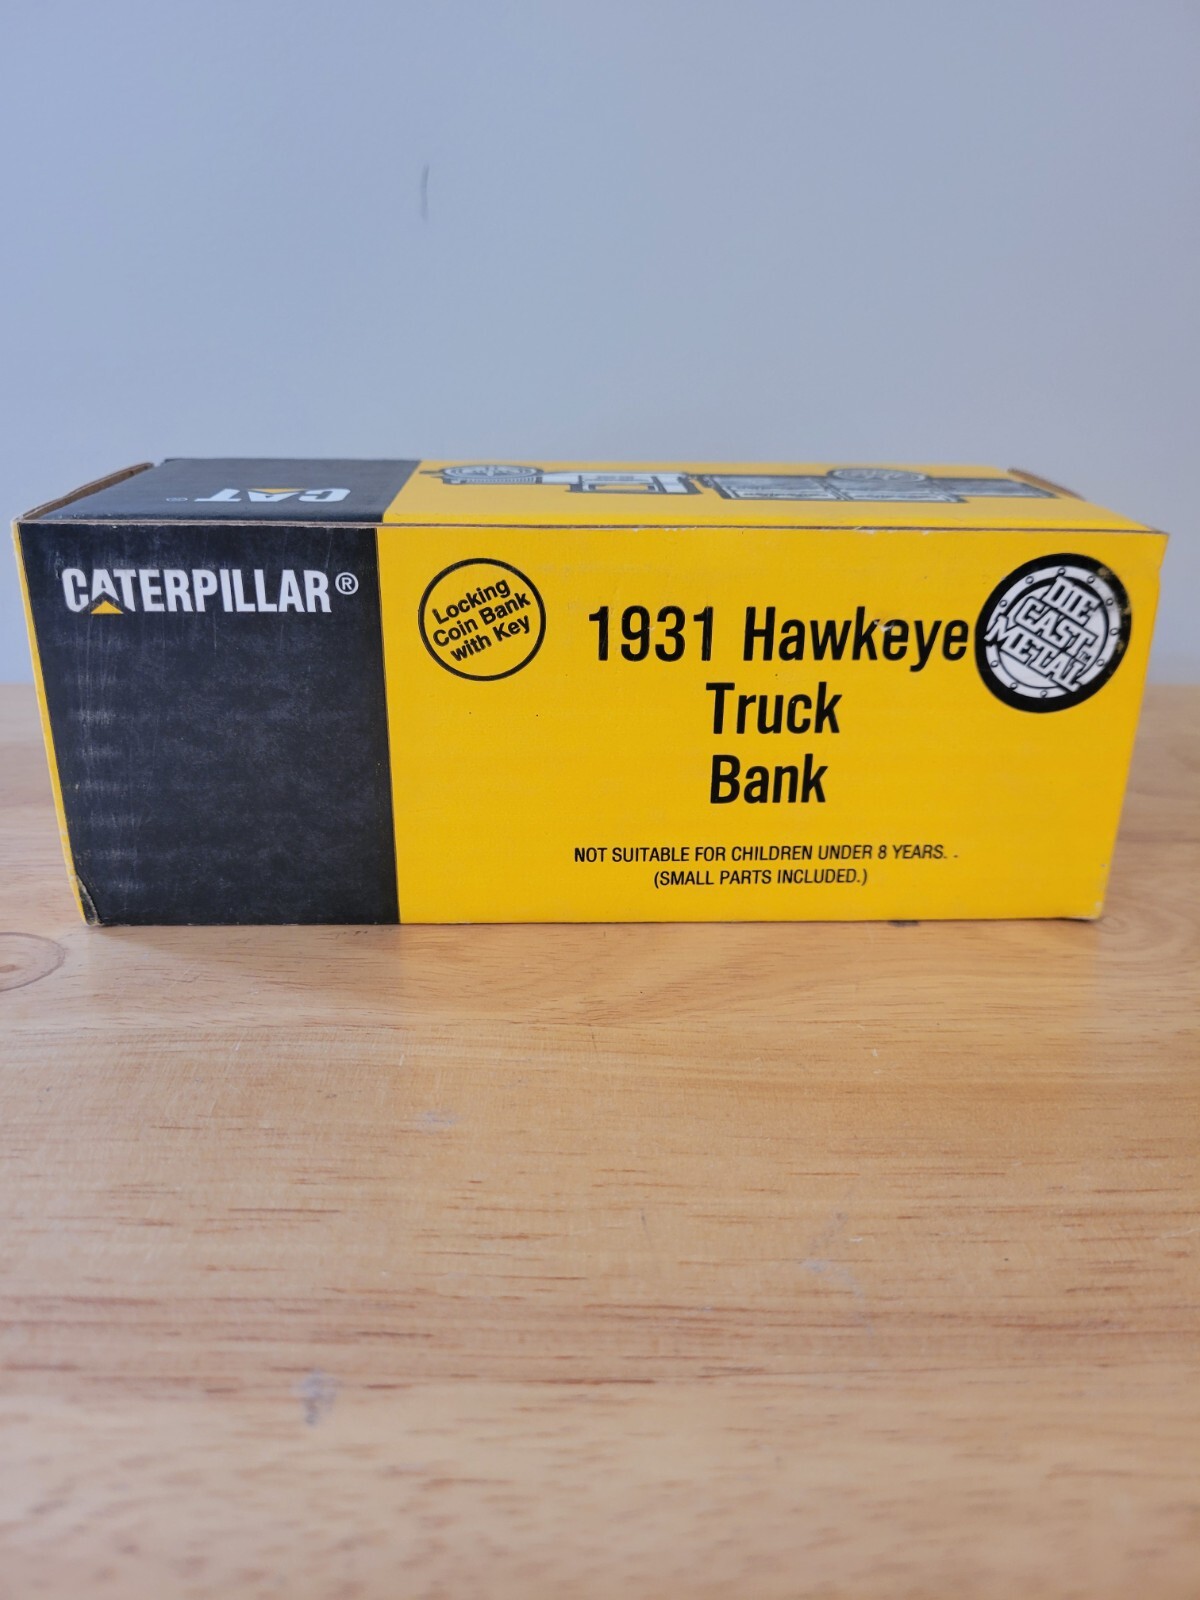 CAT®
CATERPILLAR®
Locking
Coin Bank
with Key
1931 Hawkeye
Truck
Bank
DIE
CAST™
METAL
NOT SUITABLE FOR CHILDREN UNDER 8 YEARS.
(SMALL PARTS INCLUDED.)